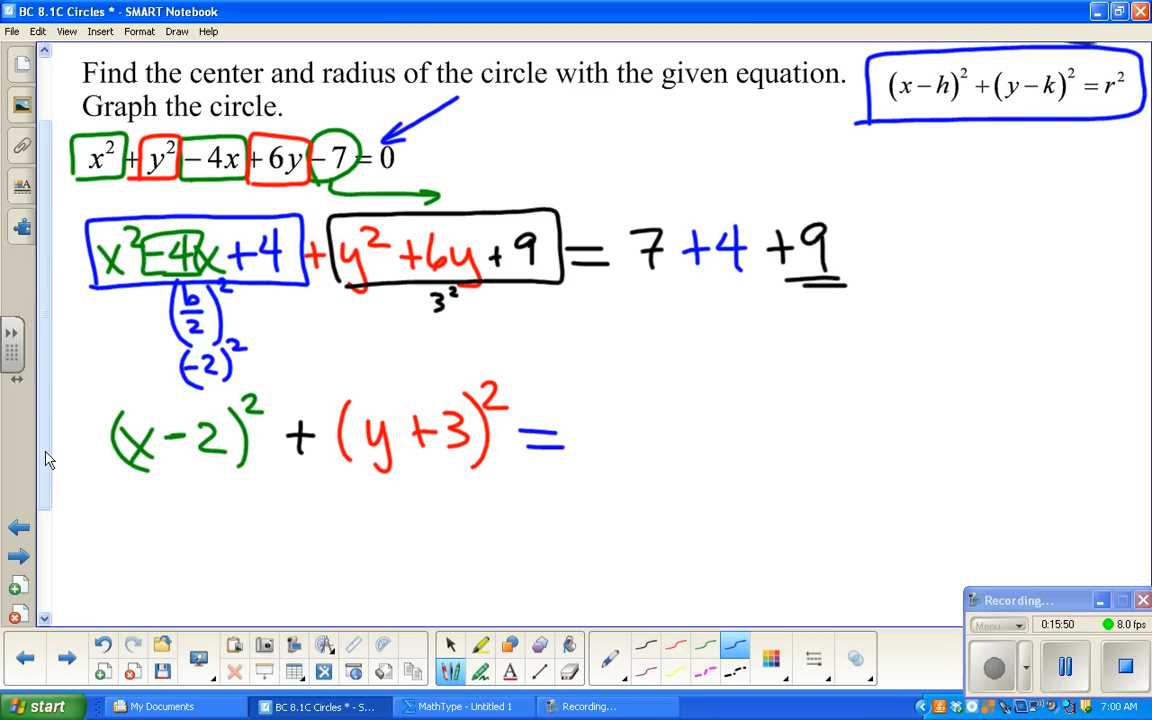 BC 8.1C Circles * - SMART Notebook
File Edit View Insert Format Draw Help
Find the center and radius of the circle with the given equation.
Graph the circle.
(x − h)² + (y − k)² = r²
x² + y² − 4x + 6y − 7 = 0
x² − 4x + 4 + y² + 6y + 9 = 7 + 4 + 9
(b/2)²
3²
(−2)²
(x − 2)² + (y + 3)² =
Recording...
Menu
0:15:50
8.0 fps
start
My Documents
BC 8.1C Circles * - S...
MathType - Untitled 1
Recording...
7:00 AM